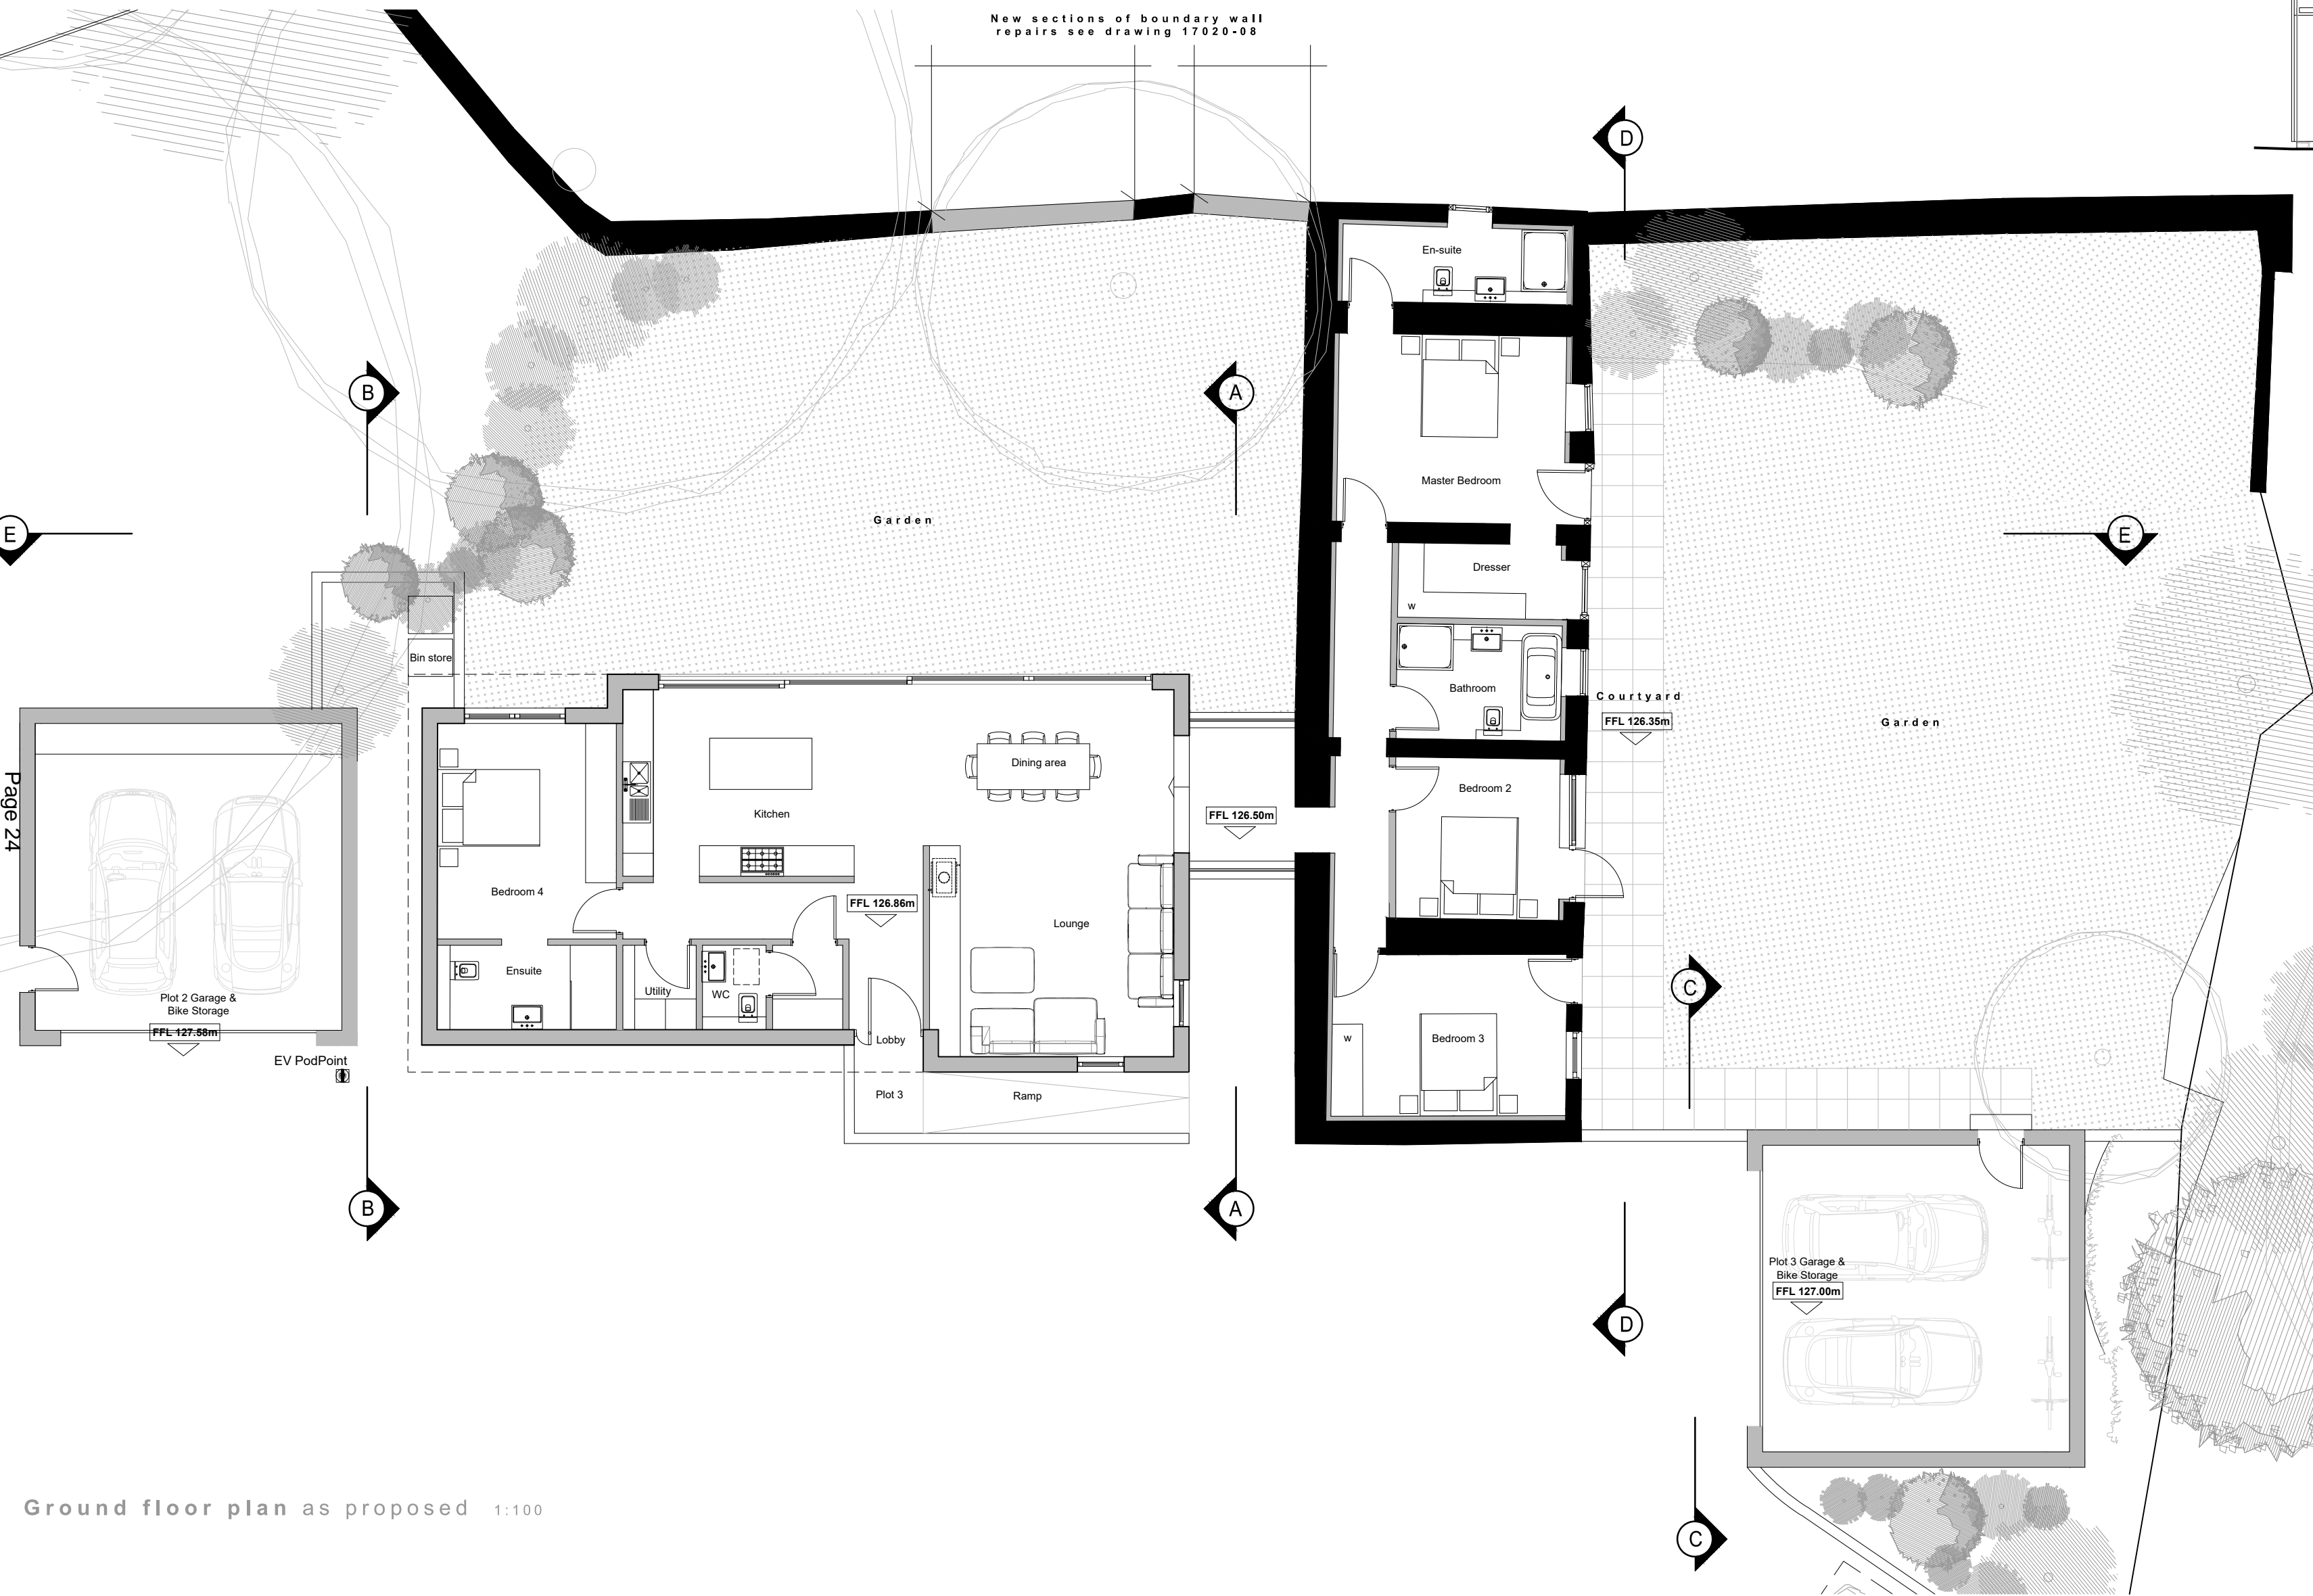 New sections of boundary wall
repairs see drawing 17020-08
D
En-suite
B
A
Master Bedroom
Garden
E
E
Dresser
W
Bin store
Bathroom
Courtyard
FFL 126.35m
Garden
Dining area
Page 24
Kitchen
FFL 126.50m
Bedroom 2
Bedroom 4
FFL 126.86m
Lounge
Ensuite
Utility
WC
C
Plot 2 Garage &
Bike Storage
FFL 127.58m
Lobby
W
Bedroom 3
EV PodPoint
Plot 3
Ramp
B
A
Plot 3 Garage &
Bike Storage
FFL 127.00m
D
Ground floor plan as proposed 1:100
C